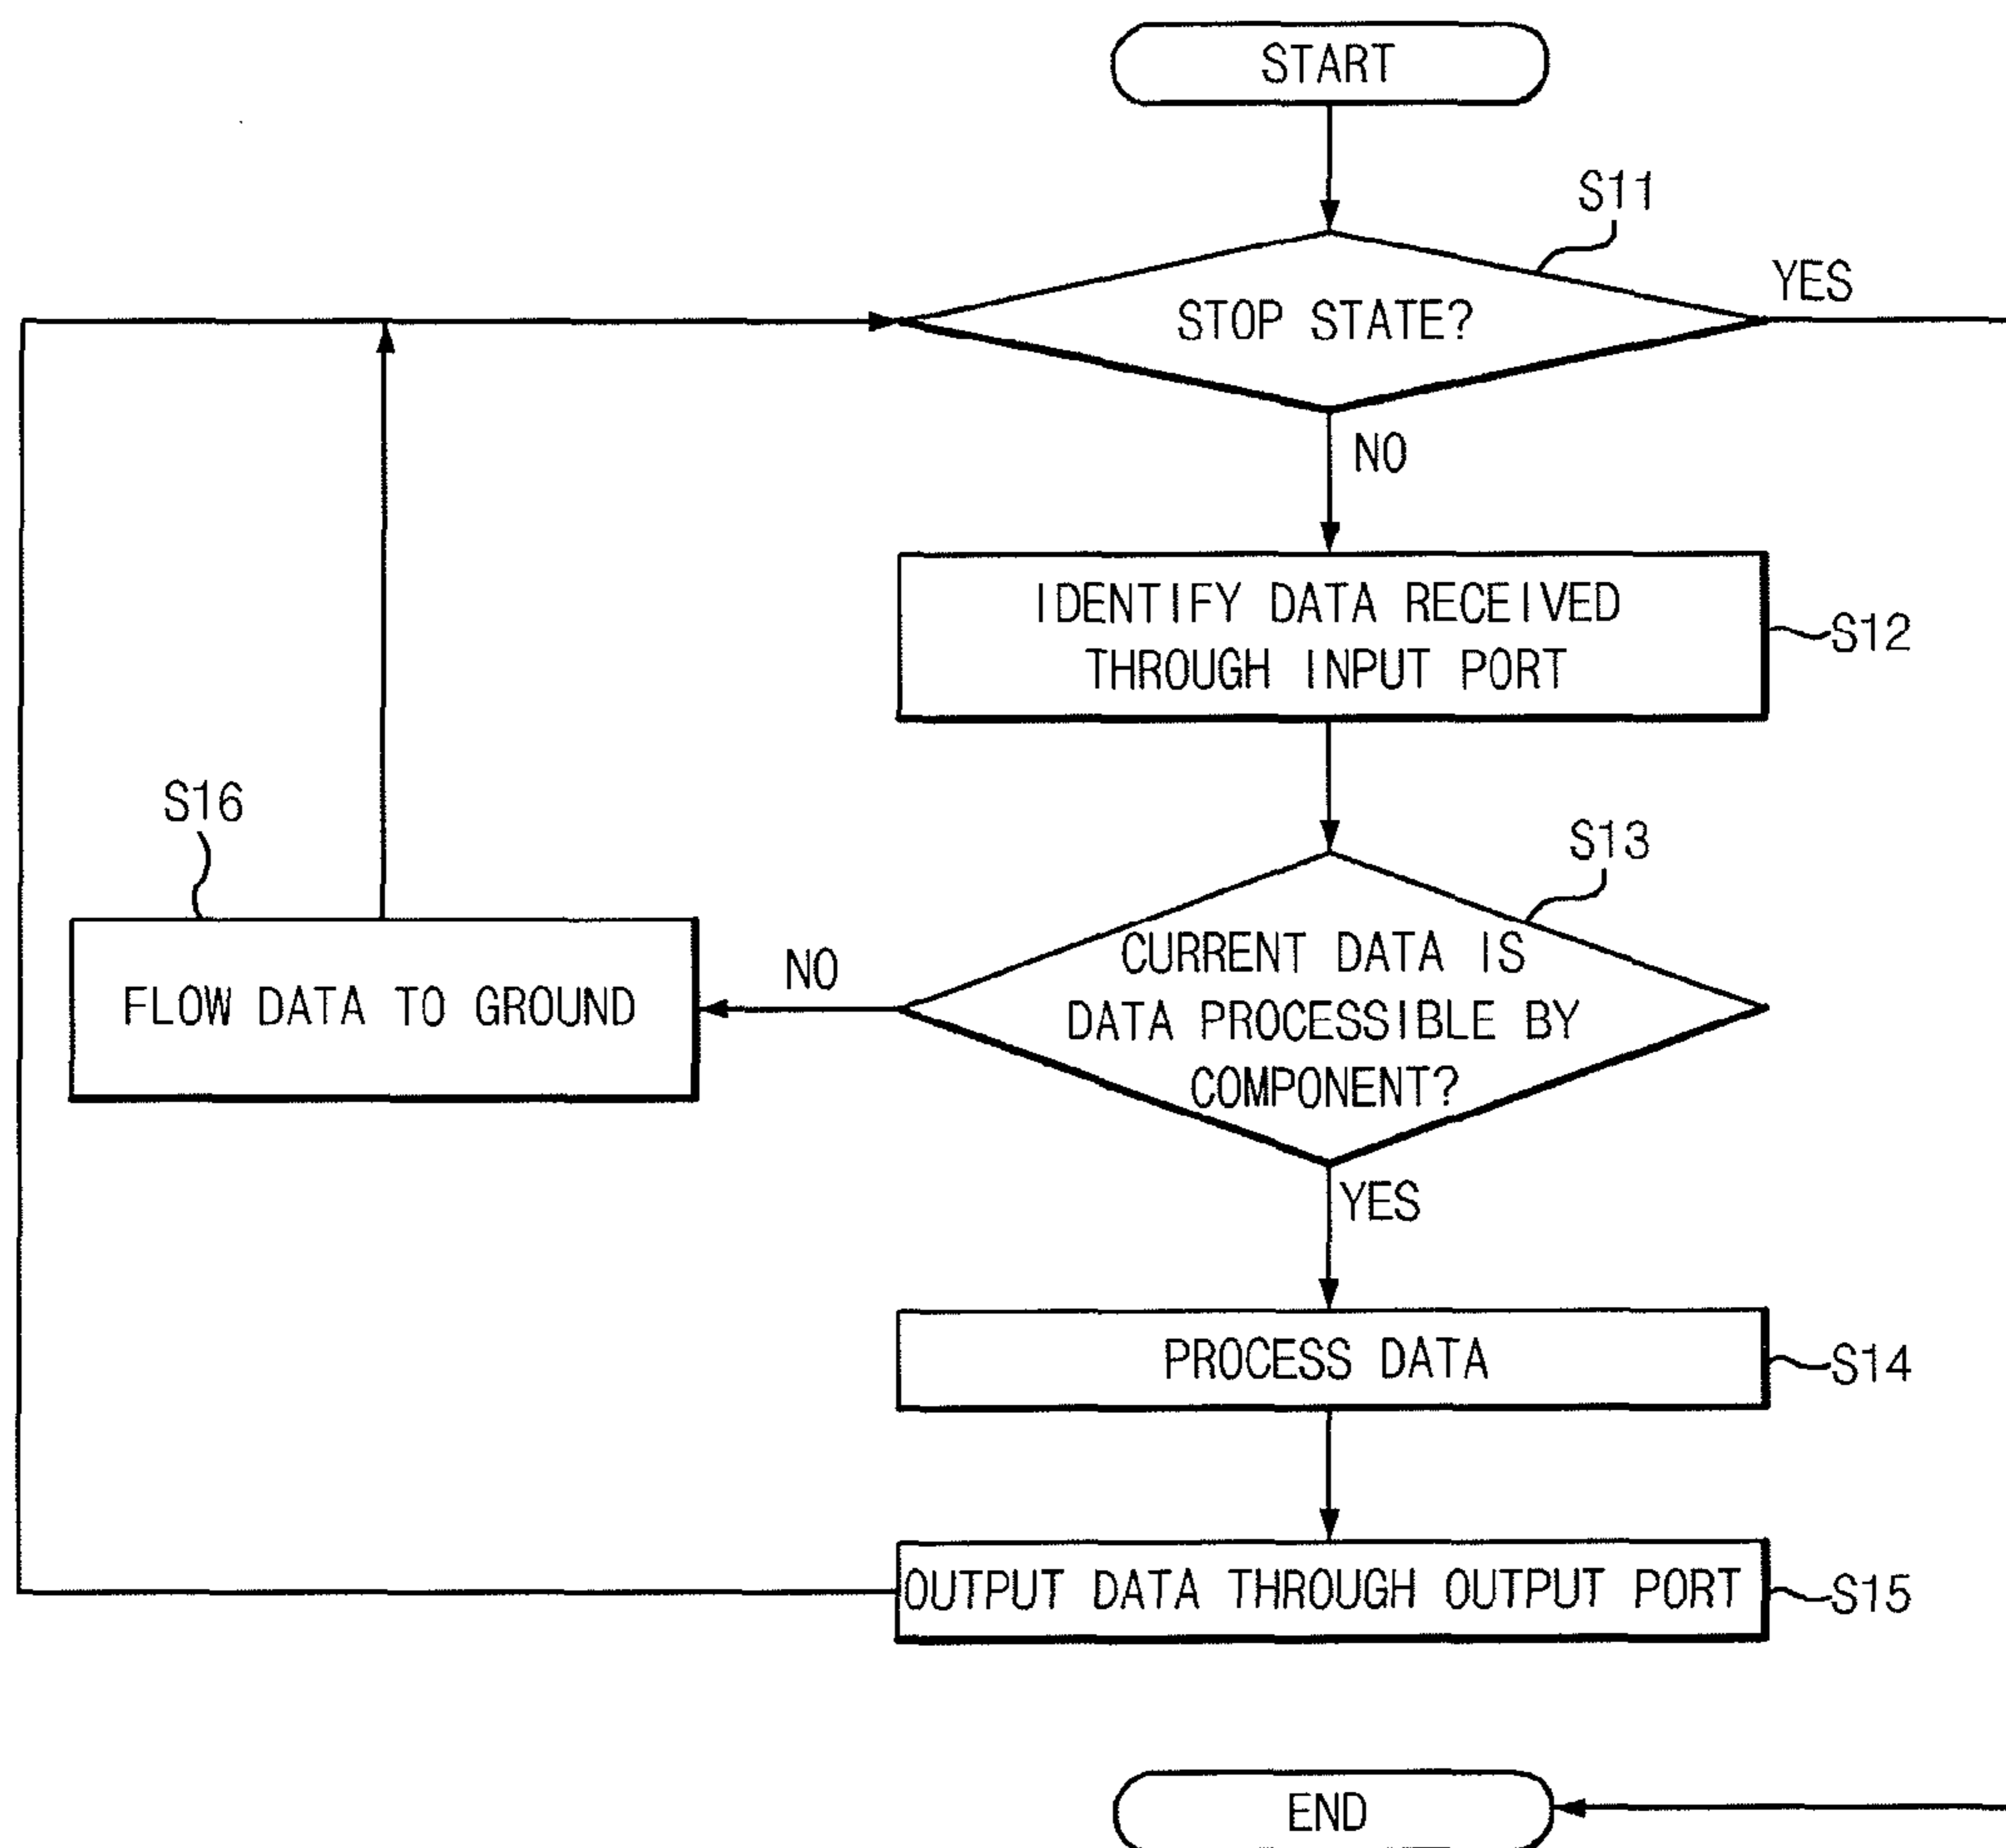 START
S11
YES
STOP STATE?
NO
IDENTIFY DATA RECEIVED
THROUGH INPUT PORT
S12
S16
S13
FLOW DATA TO GROUND
NO
CURRENT DATA IS
DATA PROCESSIBLE BY
COMPONENT?
YES
PROCESS DATA
S14
OUTPUT DATA THROUGH OUTPUT PORT
S15
END